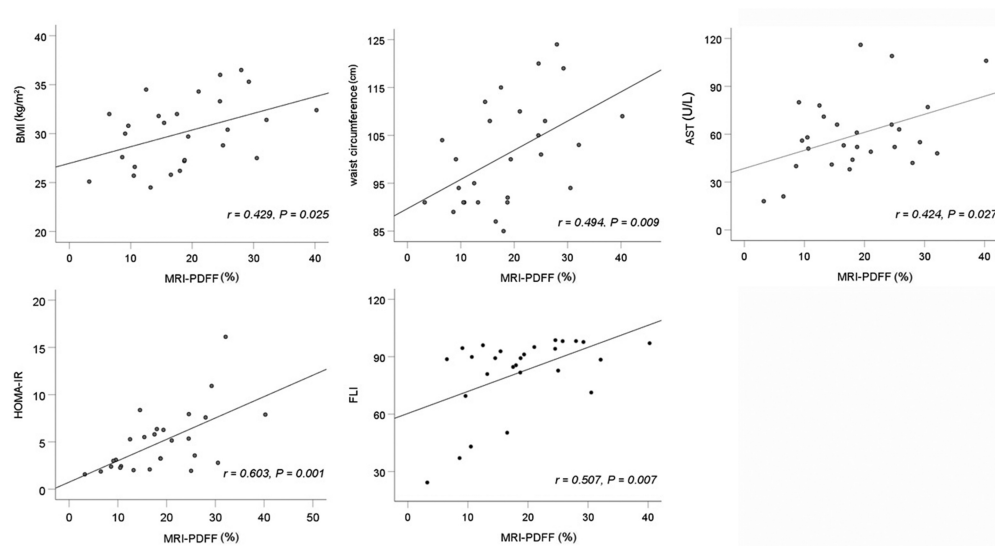 40
35
30
25
20
BMI (kg/m²)
r = 0.429, P = 0.025
0 10 20 30 40
MRI-PDFF (%)
125
115
105
95
85
waist circumference (cm)
r = 0.494. P = 0.009
0 10 20 30 40
MRI-PDFF (%)
120
90
60
30
0
AST (U/L)
r = 0.424, P = 0.027
0 10 20 30 40
MRI-PDFF (%)
20
15
10
5
0
HOMA-IR
r = 0.603, P = 0.001
0 10 20 30 40 50
MRI-PDFF (%)
120
90
60
30
FLI
r = 0.507, P = 0.007
0 10 20 30 40
MRI-PDFF (%)